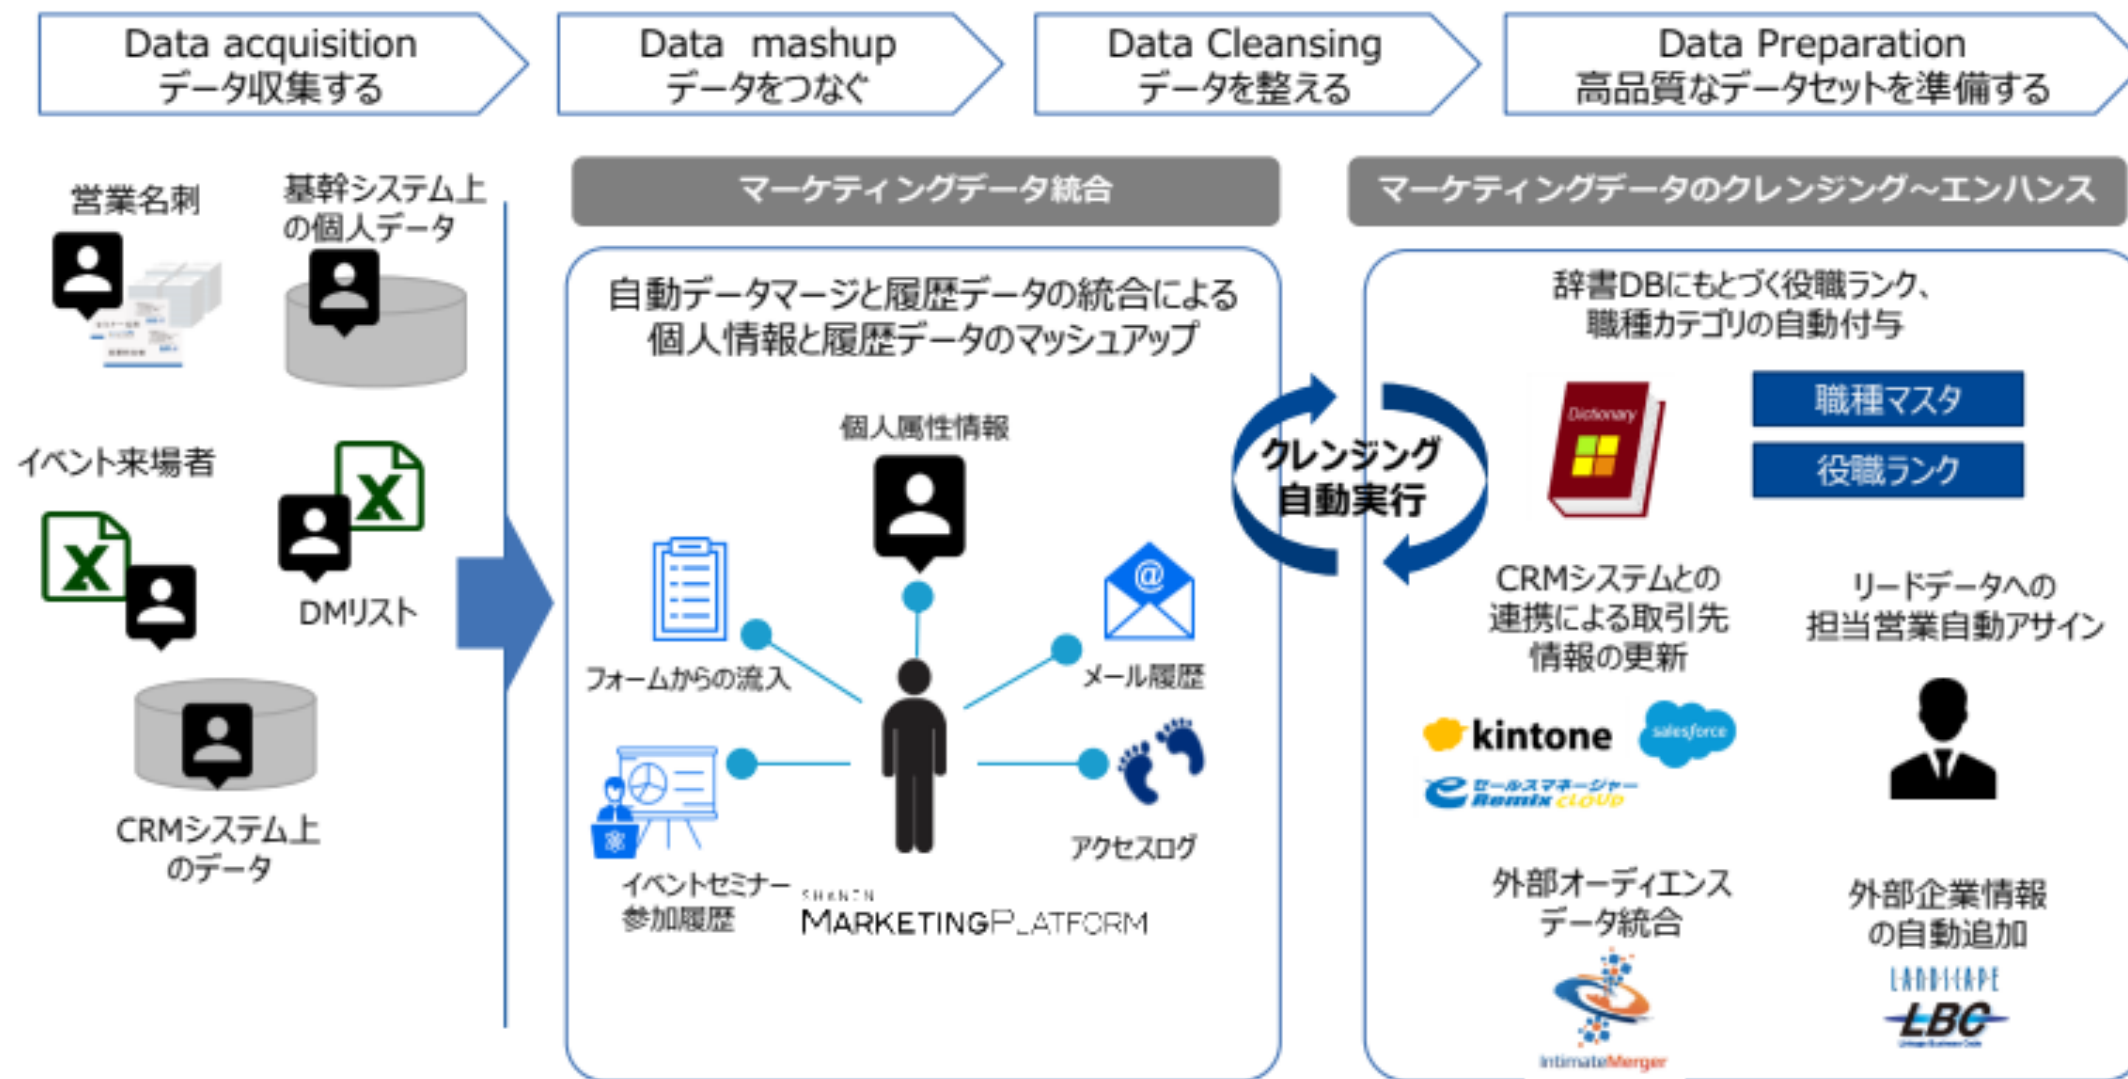 Data acquisition
データ収集する
Data mashup
データをつなぐ
Data Cleansing
データを整える
Data Preparation
高品質なデータセットを準備する
営業名刺
基幹システム上
の個人データ
イベント来場者
DMリスト
CRMシステム上
のデータ
マーケティングデータ統合
自動データマージと履歴データの統合による
個人情報と履歴データのマッシュアップ
個人属性情報
フォームからの流入
メール履歴
イベントセミナー
参加履歴
アクセスログ
MARKETINGPLATFORM
クレンジング
自動実行
マーケティングデータのクレンジング～エンハンス
辞書DBにもとづく役職ランク、
職種カテゴリの自動付与
Dictionary
職種マスタ
役職ランク
CRMシステムとの
連携による取引先
情報の更新
kintone
salesforce
eセールスマネージャー
Remix CLOUD
リードデータへの
担当営業自動アサイン
外部オーディエンス
データ統合
IntimateMerger
外部企業情報
の自動追加
LANDSCAPE
LBC